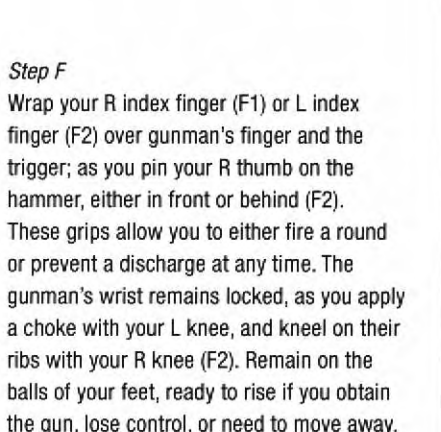 Step F
Wrap your R index finger (F1) or L index
finger (F2) over gunman's finger and the
trigger; as you pin your R thumb on the
hammer, either in front or behind (F2).
These grips allow you to either fire a round
or prevent a discharge at any time. The
gunman's wrist remains locked, as you apply
a choke with your L knee, and kneel on their
ribs with your R knee (F2). Remain on the
balls of your feet, ready to rise if you obtain
the gun, lose control, or need to move away.